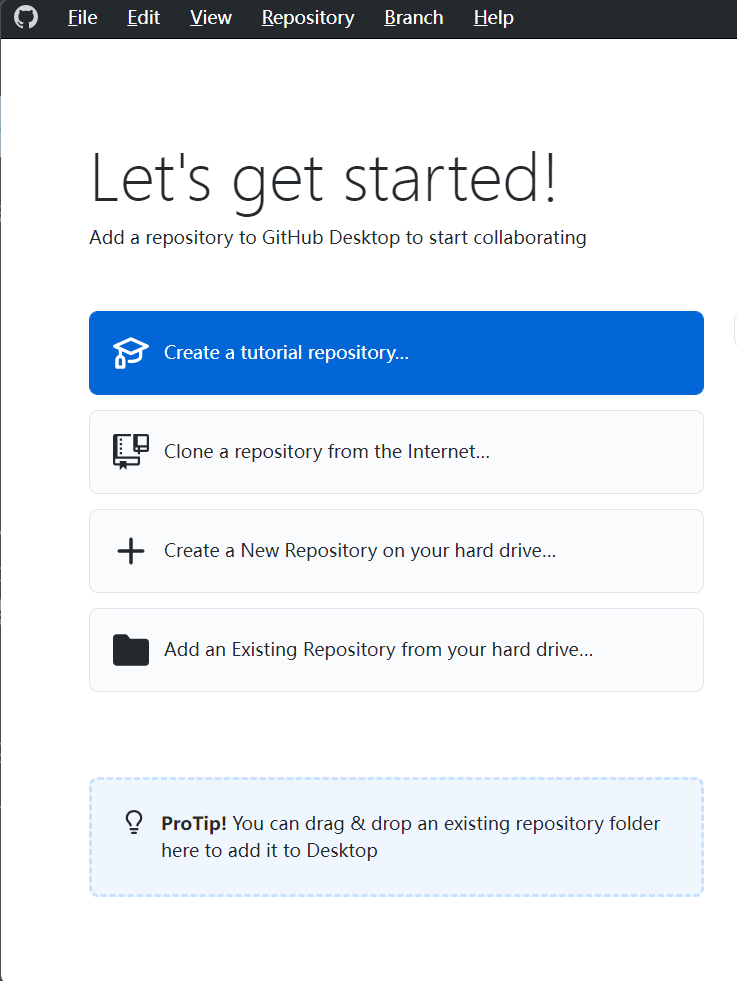 File Edit View Repository Branch Help
Let's get started!
Add a repository to GitHub Desktop to start collaborating
Create a tutorial repository...
Clone a repository from the Internet...
Create a New Repository on your hard drive...
Add an Existing Repository from your hard drive...
ProTip! You can drag & drop an existing repository folder
here to add it to Desktop